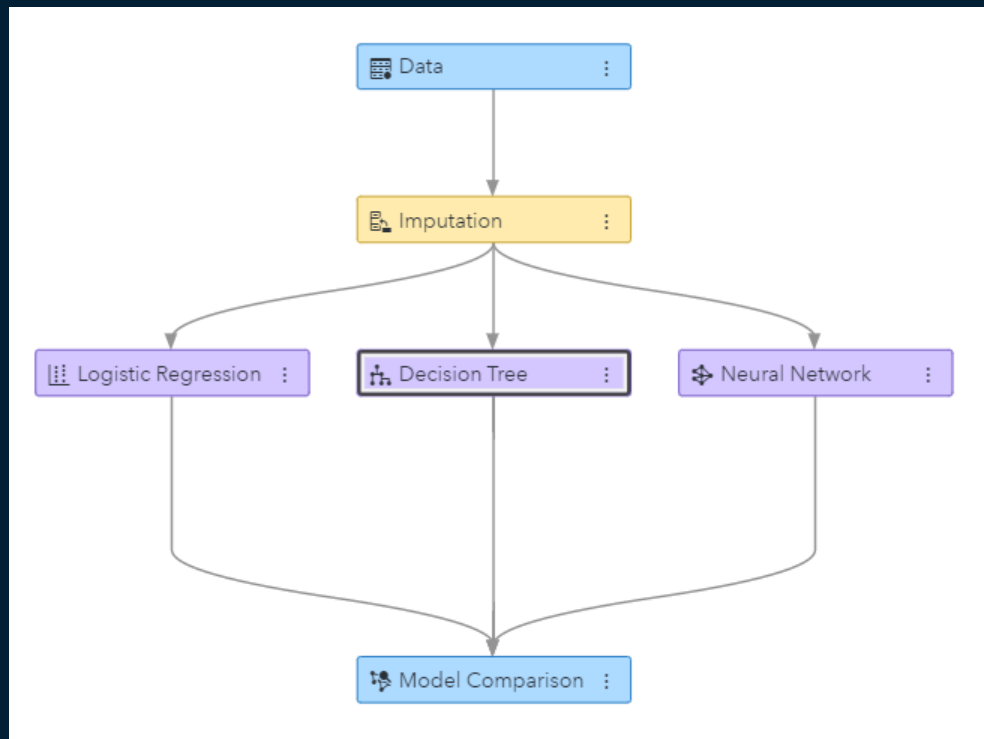 Data
Imputation
Logistic Regression
Decision Tree
Neural Network
Model Comparison